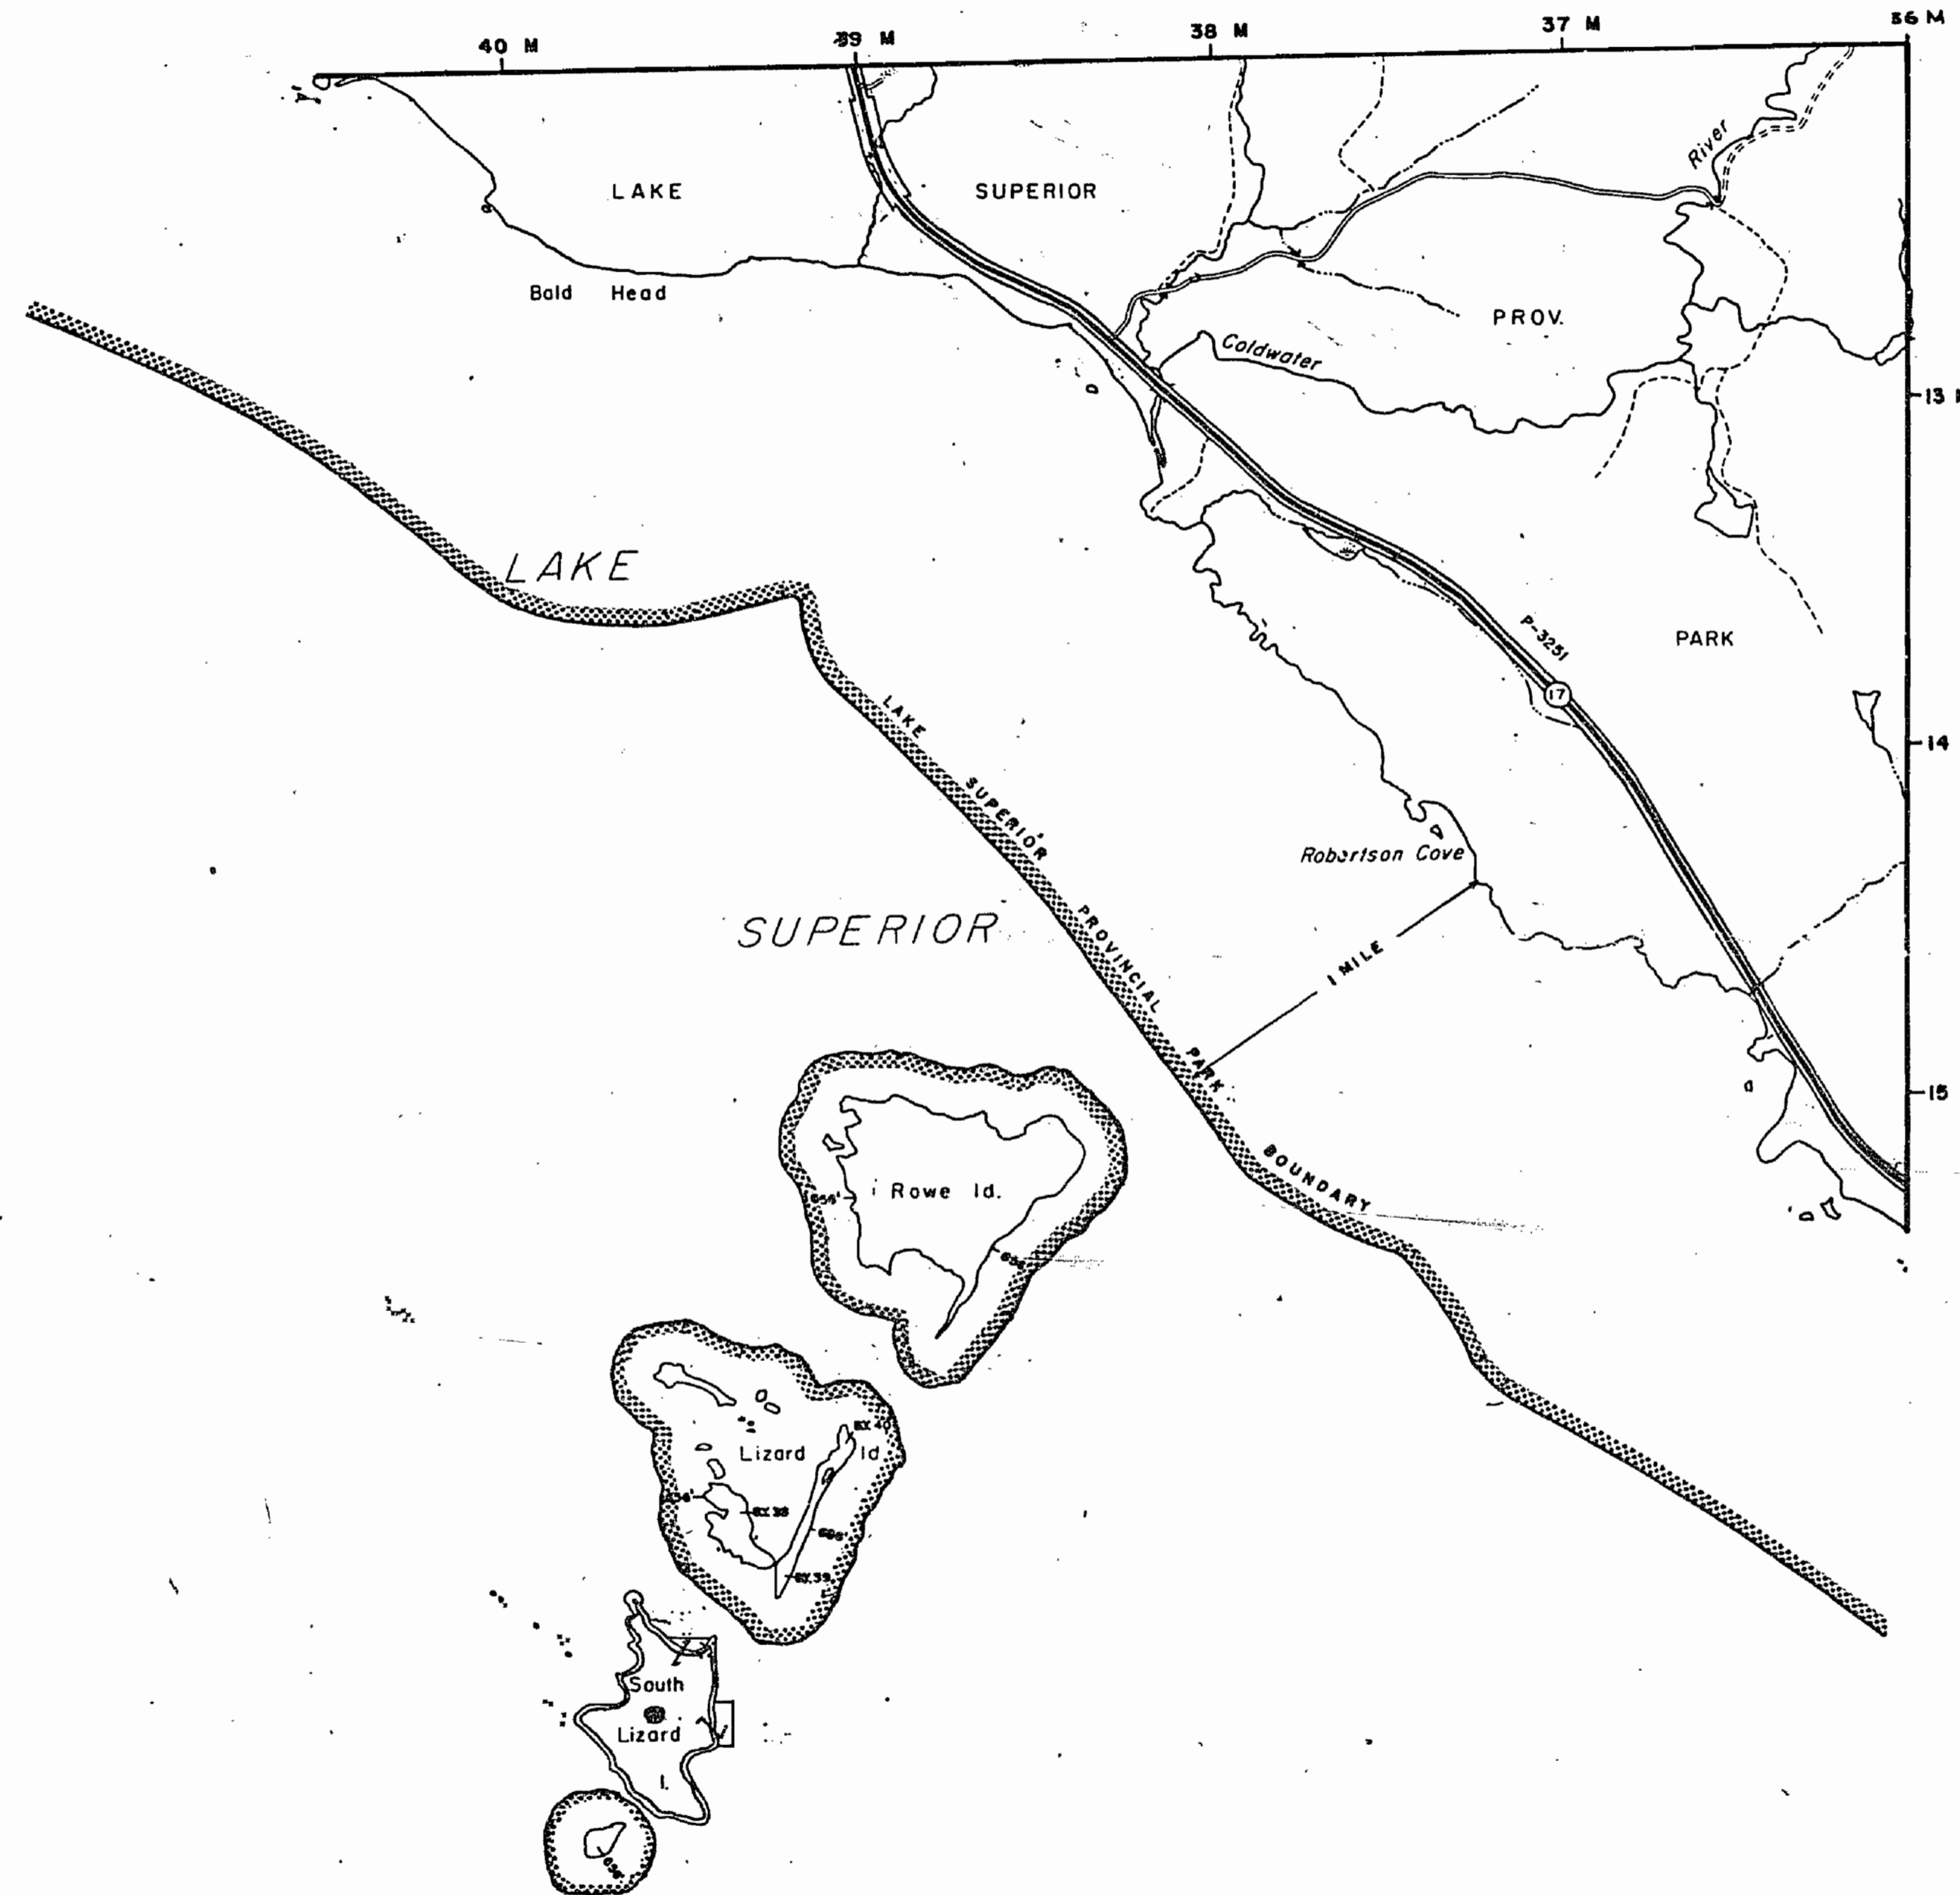 40 M
39 M
38 M
37 M
36 M
LAKE
SUPERIOR
River
Bald Head
PROV.
Coldwater
13
LAKE
P-3251
PARK
17
LAKE SUPERIOR PROVINCIAL PARK BOUNDARY
14
Robertson Cove
SUPERIOR
1 MILE
15
Rowe Id.
Lizard Id
South
Lizard
I.